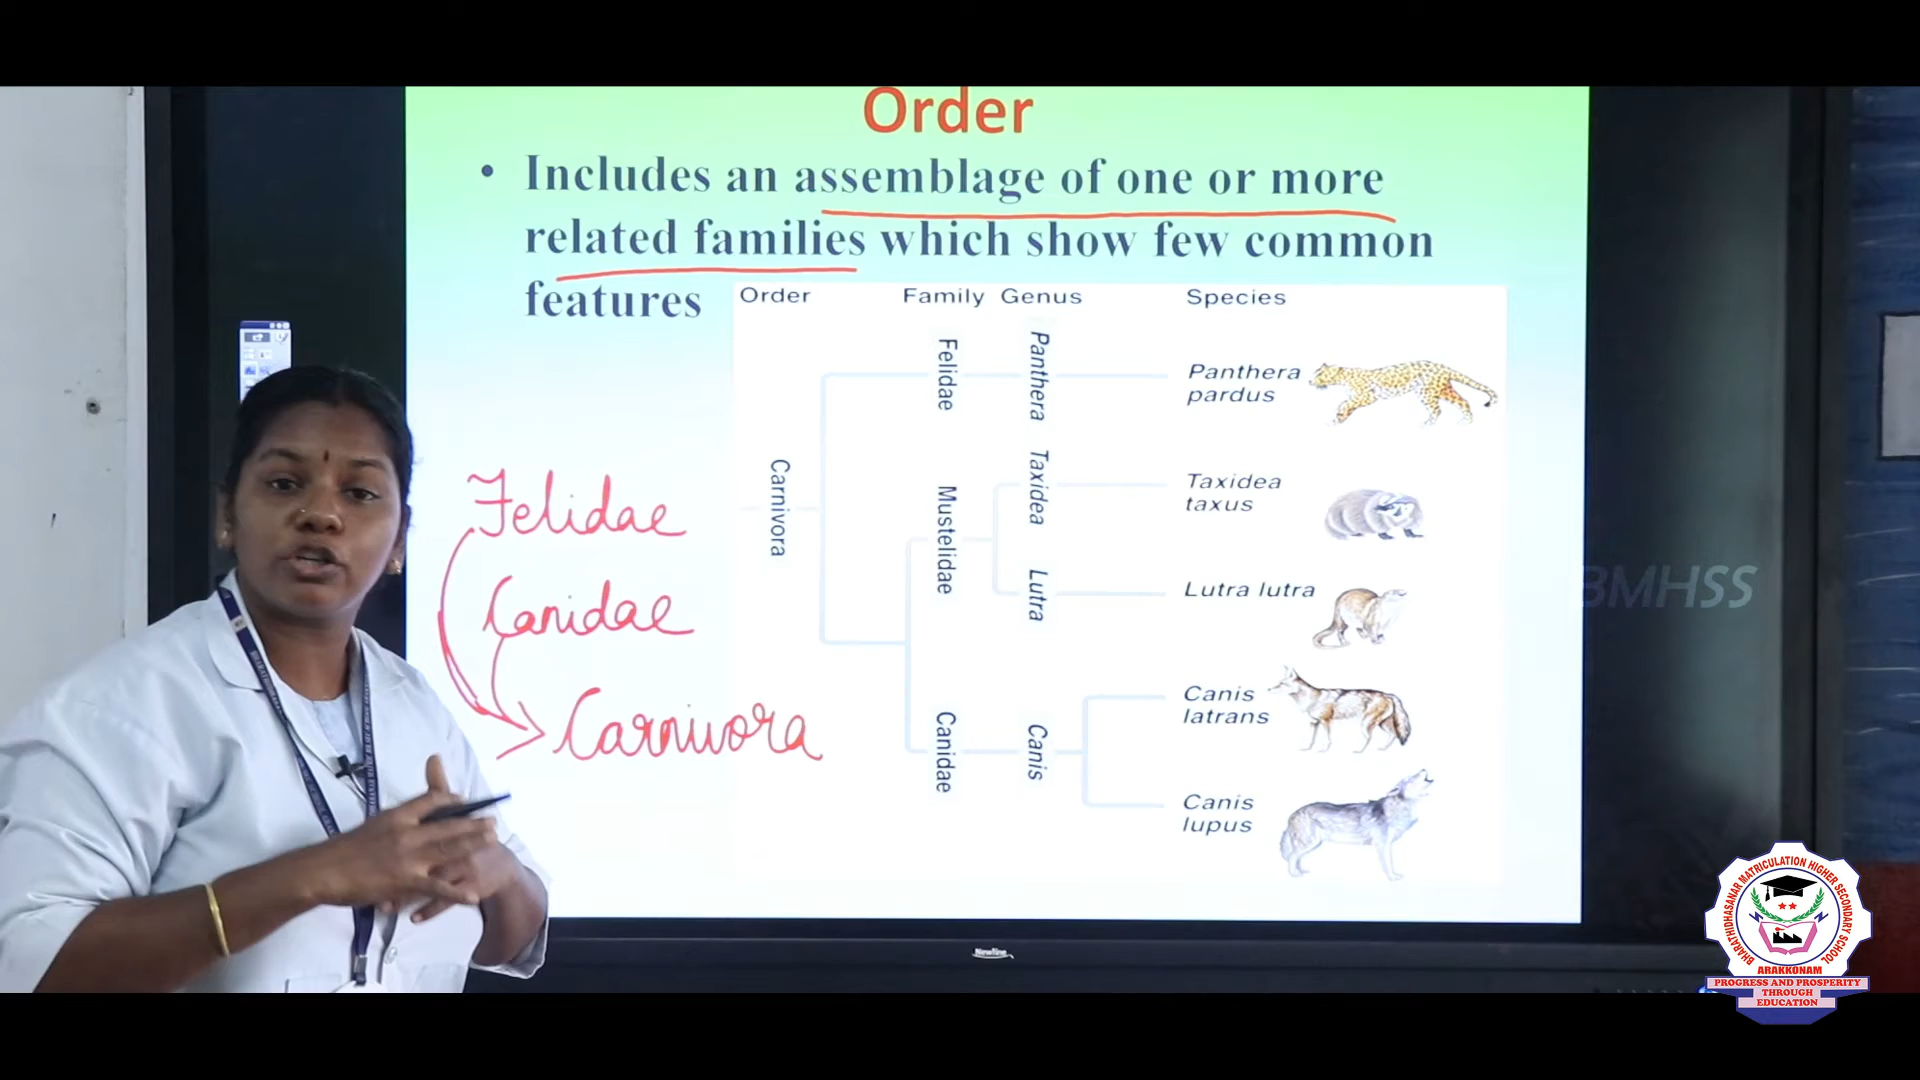 Order
• Includes an assemblage of one or more
related families which show few common
features
Order Family Genus Species
Carnivora
Felidae
Mustelidae
Canidae
Panthera
Taxidea
Lutra
Canis
Panthera
pardus
Taxidea
taxus
Lutra lutra
Canis
latrans
Canis
lupus
Felidae
Canidae
Carnivora
BMHSS
Newline
BHARATHIDHASANAR MATRICULATION HIGHER SECONDARY SCHOOL
ARAKKONAM
PROGRESS AND PROSPERITY
THROUGH
EDUCATION